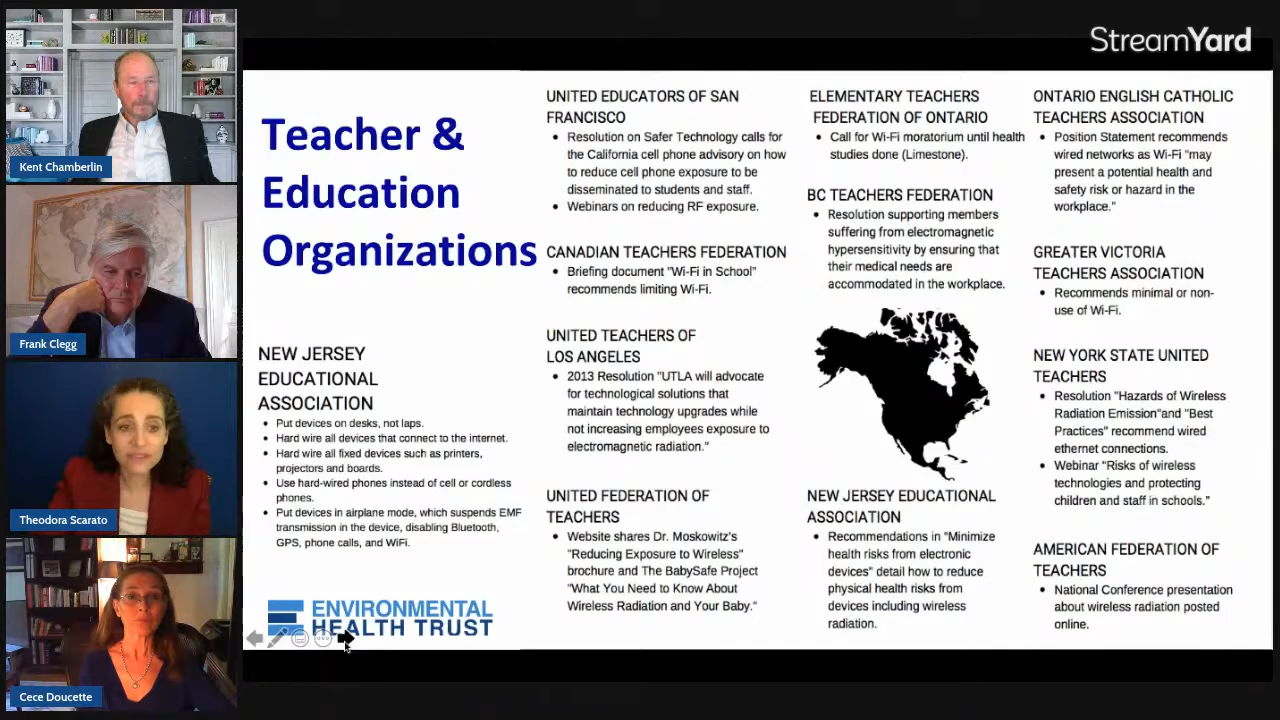 StreamYard
Kent Chamberlin
Frank Clegg
Theodora Scarato
Cece Doucette
Teacher &
Education
Organizations
NEW JERSEY
EDUCATIONAL
ASSOCIATION
• Put devices on desks, not laps.
• Hard wire all devices that connect to the internet.
• Hard wire all fixed devices such as printers,
projectors and boards.
• Use hard-wired phones instead of cell or cordless
phones.
• Put devices in airplane mode, which suspends EMF
transmission in the device, disabling Bluetooth,
GPS, phone calls, and WiFi.
ENVIRONMENTAL
HEALTH TRUST
UNITED EDUCATORS OF SAN
FRANCISCO
• Resolution on Safer Technology calls for
the California cell phone advisory on how
to reduce cell phone exposure to be
disseminated to students and staff.
• Webinars on reducing RF exposure.
CANADIAN TEACHERS FEDERATION
• Briefing document "Wi-Fi in School"
recommends limiting Wi-Fi.
UNITED TEACHERS OF
LOS ANGELES
• 2013 Resolution "UTLA will advocate
for technological solutions that
maintain technology upgrades while
not increasing employees exposure to
electromagnetic radiation."
UNITED FEDERATION OF
TEACHERS
• Website shares Dr. Moskowitz's
"Reducing Exposure to Wireless"
brochure and The BabySafe Project
"What You Need to Know About
Wireless Radiation and Your Baby."
ELEMENTARY TEACHERS
FEDERATION OF ONTARIO
• Call for Wi-Fi moratorium until health
studies done (Limestone).
BC TEACHERS FEDERATION
• Resolution supporting members
suffering from electromagnetic
hypersensitivity by ensuring that
their medical needs are
accommodated in the workplace.
NEW JERSEY EDUCATIONAL
ASSOCIATION
• Recommendations in "Minimize
health risks from electronic
devices" detail how to reduce
physical health risks from
devices including wireless
radiation.
ONTARIO ENGLISH CATHOLIC
TEACHERS ASSOCIATION
• Position Statement recommends
wired networks as Wi-Fi "may
present a potential health and
safety risk or hazard in the
workplace."
GREATER VICTORIA
TEACHERS ASSOCIATION
• Recommends minimal or non-
use of Wi-Fi.
NEW YORK STATE UNITED
TEACHERS
• Resolution "Hazards of Wireless
Radiation Emission"and "Best
Practices" recommend wired
ethernet connections.
• Webinar "Risks of wireless
technologies and protecting
children and staff in schools."
AMERICAN FEDERATION OF
TEACHERS
• National Conference presentation
about wireless radiation posted
online.